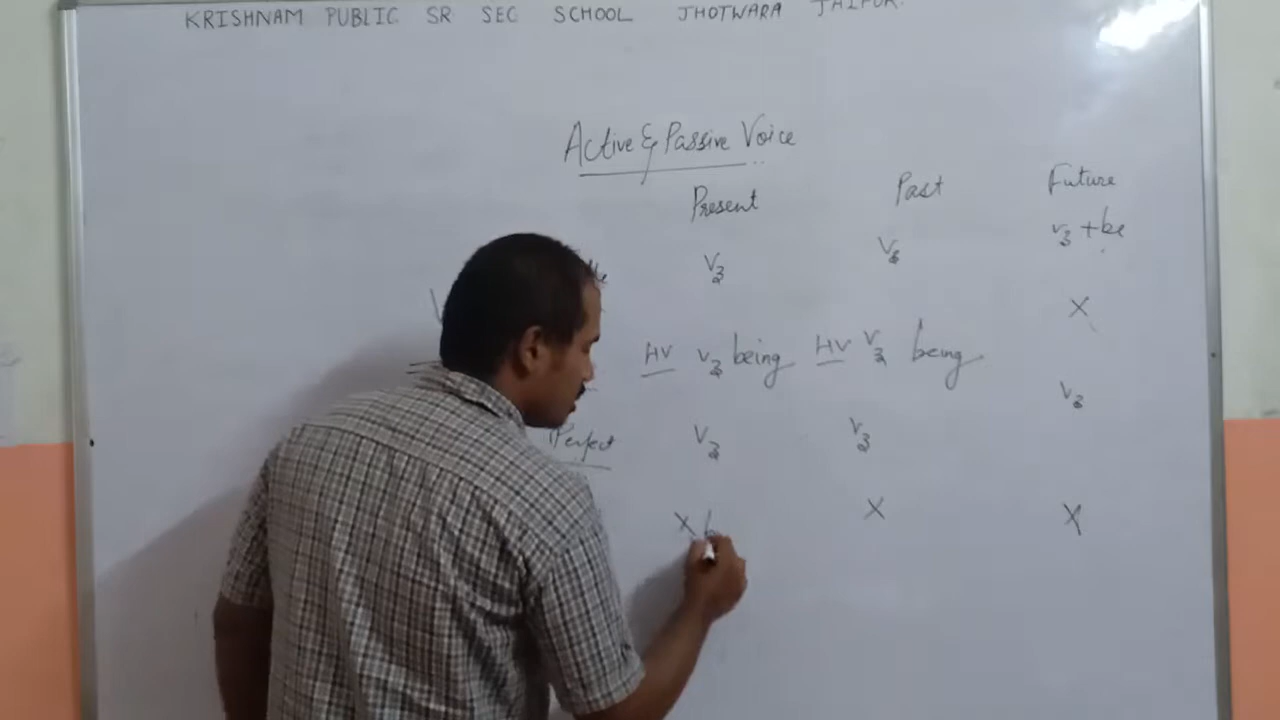 KRISHNAM PUBLIC SR SEC SCHOOL JHOTWARA JAIPUR
Active & Passive Voice
Present Past Future
V3 V3 V3 + be
X
HV V3 being HV V3 being
V3
Perfect V3 V3
X X X